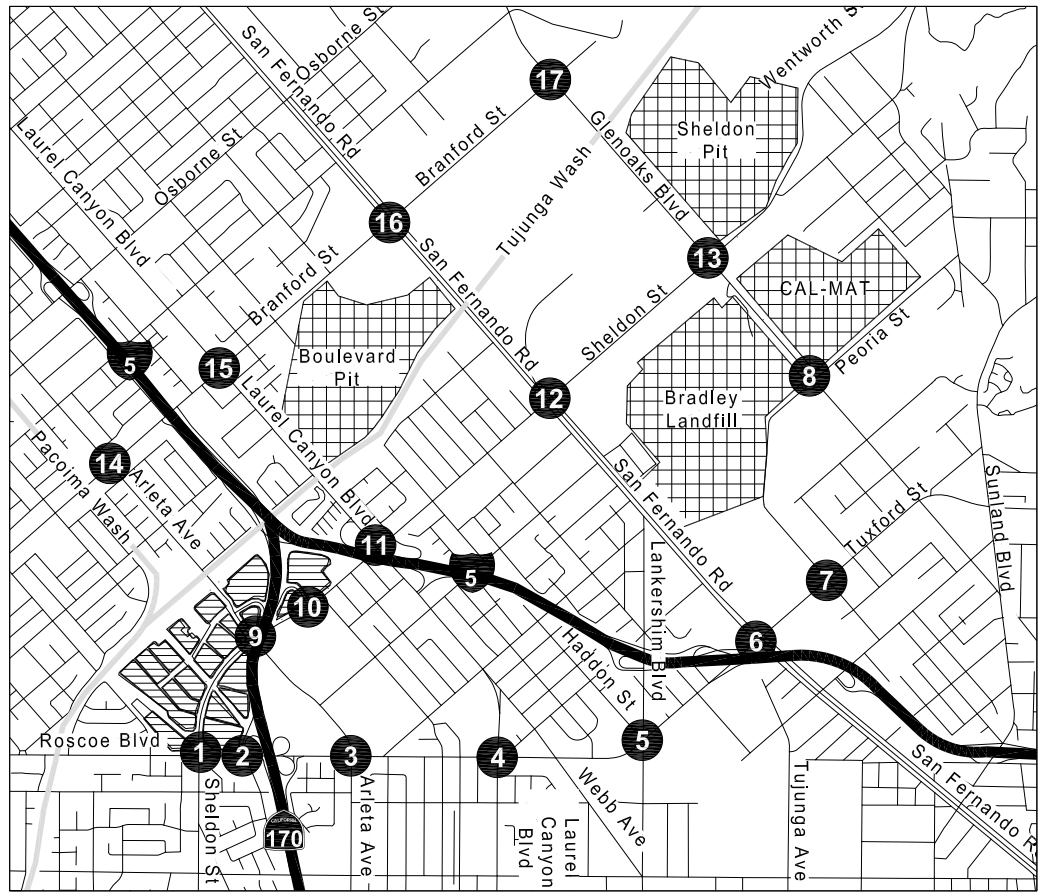 San Fernando Rd
Osborne St
Wentworth St
17
Laurel Canyon Blvd
Osborne St
Branford St
Glenoaks Blvd
Sheldon
Pit
Tujunga Wash
16
13
Branford St
San Fernando Rd
Sheldon St
CAL-MAT
5
15
Boulevard
Pit
Peoria St
8
12
Bradley
Landfill
Laurel Canyon Blvd
Pacoima Wash
14
Arleta Ave
San Fernando Rd
Sunland Blvd
Tuxford St
11
5
7
Lankershim Blvd
10
9
6
Haddon St
Roscoe Blvd
1
2
3
4
5
Sheldon St
Arleta Ave
Webb Ave
Tujunga Ave
San Fernando Rd
CALIFORNIA
170
Laurel
Canyon
Blvd